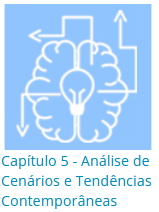 Capítulo 5 - Análise de
Cenários e Tendências
Contemporâneas